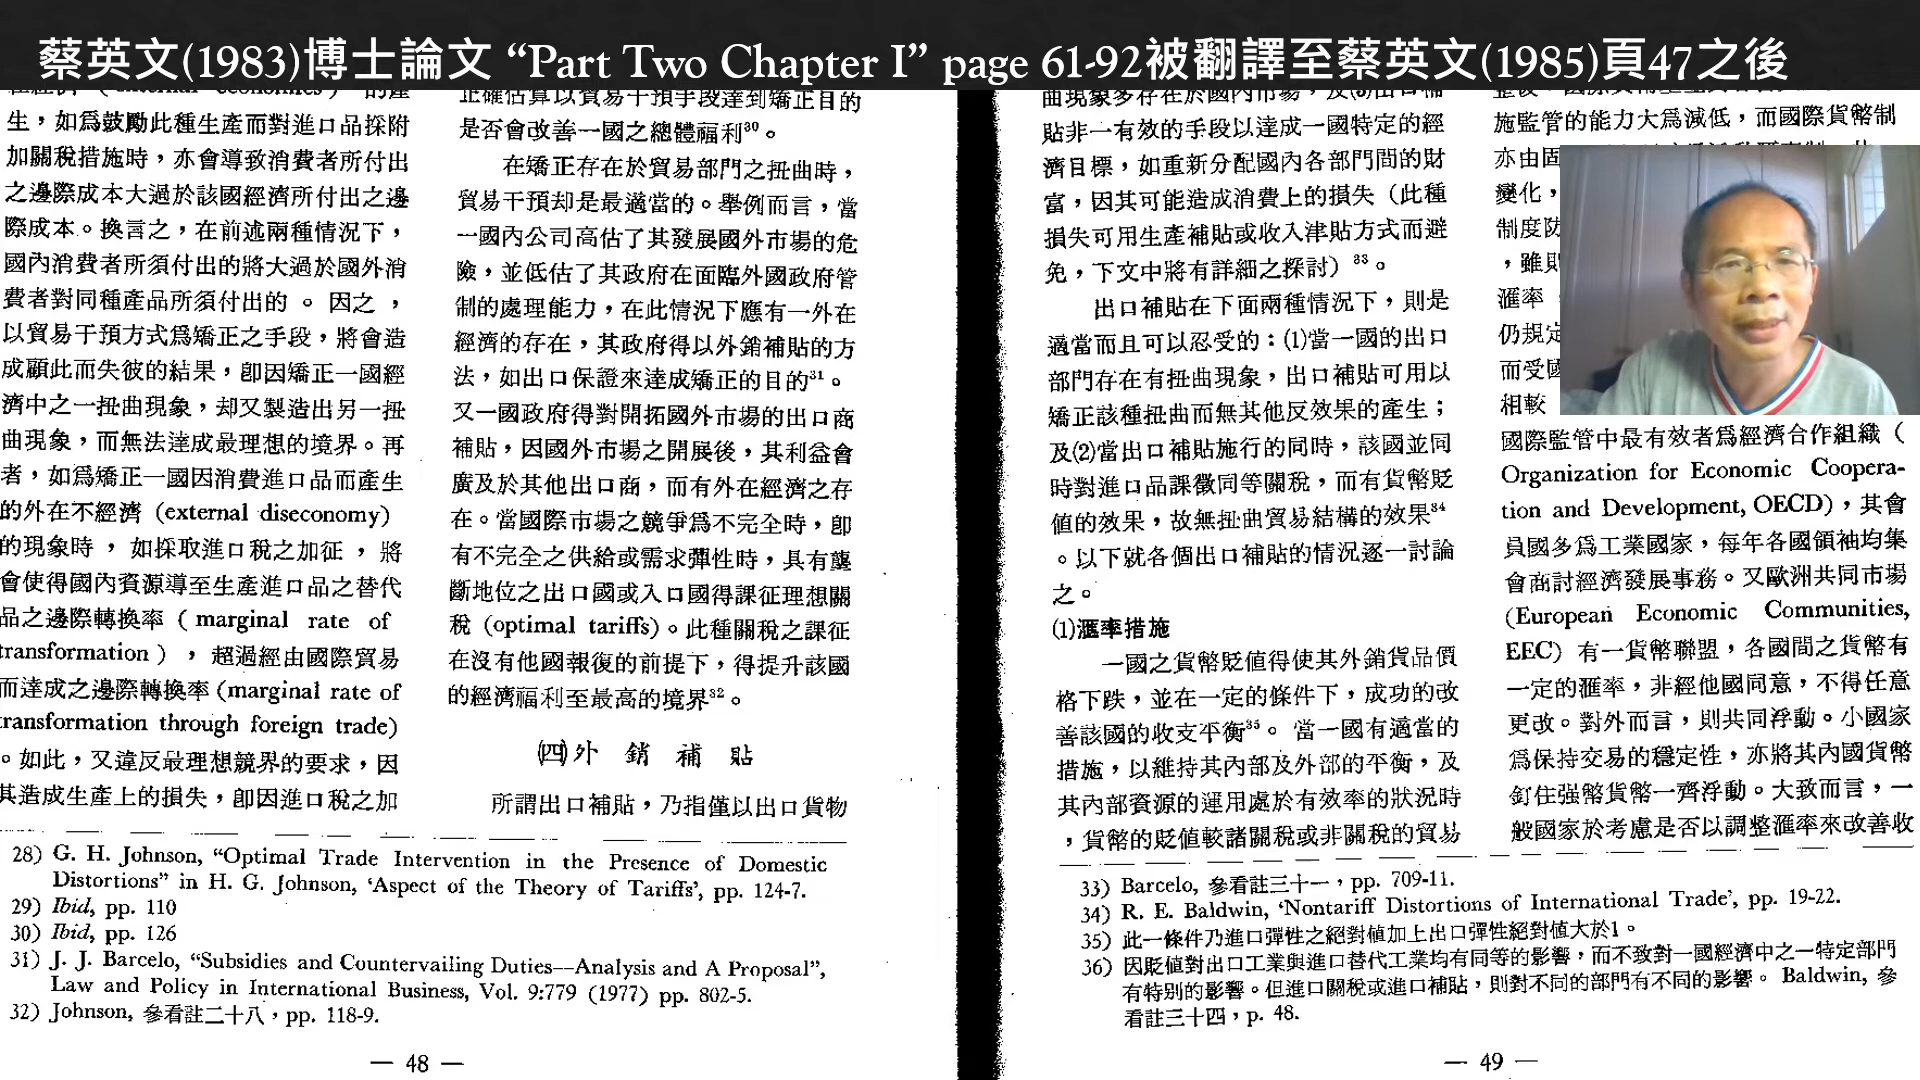 蔡英文(1983)博士論文 “Part Two Chapter I” page 61-92被翻譯至蔡英文(1985)頁47之後
生，如爲鼓勵此種生產而對進口品採附
加關稅措施時，亦會導致消費者所付出
之邊際成本大過於該國經濟所付出之邊
際成本。換言之，在前述兩種情況下，
國內消費者所須付出的將大過於國外消
費者對同種產品所須付出的 。 因之 ，
以貿易干預方式爲矯正之手段，將會造
成顧此而失彼的結果，卽因矯正一國經
濟中之一扭曲現象，却又製造出另一扭
曲現象，而無法達成最理想的境界。再
者，如爲矯正一國因消費進口品而產生
的外在不經濟 (external diseconomy)
的現象時 ， 如採取進口稅之加征 ， 將
會使得國內資源導至生產進口品之替代
品之邊際轉換率 ( marginal rate of
transformation ) ， 超過經由國際貿易
而達成之邊際轉換率 (marginal rate of
transformation through foreign trade)
。如此，又違反最理想競界的要求，因
其造成生產上的損失，卽因進口稅之加
正確估算以貿易干預手段達到矯正目的
是否會改善一國之總體福利³⁰。
在矯正存在於貿易部門之扭曲時，
貿易干預却是最適當的。舉例而言，當
一國內公司高估了其發展國外市場的危
險，並低估了其政府在面臨外國政府管
制的處理能力，在此情況下應有一外在
經濟的存在，其政府得以外銷補貼的方
法，如出口保證來達成矯正的目的³¹。
又一國政府得對開拓國外市場的出口商
補貼，因國外市場之開展後，其利益會
廣及於其他出口商，而有外在經濟之存
在。當國際市場之競爭爲不完全時，卽
有不完全之供給或需求彈性時，具有壟
斷地位之出口國或入口國得課征理想關
稅 (optimal tariffs)。此種關稅之課征
在沒有他國報復的前提下，得提升該國
的經濟福利至最高的境界³²。
㈣外 銷 補 貼
所謂出口補貼，乃指僅以出口貨物
28) G. H. Johnson, “Optimal Trade Intervention in the Presence of Domestic
Distortions” in H. G. Johnson, ‘Aspect of the Theory of Tariffs’, pp. 124-7.
29) Ibid, pp. 110
30) Ibid, pp. 126
31) J. J. Barcelo, “Subsidies and Countervailing Duties—Analysis and A Proposal”,
Law and Policy in International Business, Vol. 9:779 (1977) pp. 802-5.
32) Johnson, 參看註二十八，pp. 118-9.
— 48 —
曲現象多存在於國內市場，及⑶出口補
貼非一有效的手段以達成一國特定的經
濟目標，如重新分配國內各部門間的財
富，因其可能造成消費上的損失（此種
損失可用生產補貼或收入津貼方式而避
免，下文中將有詳細之探討）³³。
出口補貼在下面兩種情況下，則是
適當而且可以忍受的：⑴當一國的出口
部門存在有扭曲現象，出口補貼可用以
矯正該種扭曲而無其他反效果的產生；
及⑵當出口補貼施行的同時，該國並同
時對進口品課徵同等關稅，而有貨幣貶
値的效果，故無扭曲貿易結構的效果³⁴
。以下就各個出口補貼的情況逐一討論
之。
⑴滙率措施
一國之貨幣貶値得使其外銷貨品價
格下跌，並在一定的條件下，成功的改
善該國的收支平衡³⁵。 當一國有適當的
措施，以維持其內部及外部的平衡，及
其內部資源的運用處於有效率的狀況時
，貨幣的貶値較諸關稅或非關稅的貿易
施監管的能力大爲減低，而國際貨幣制
亦由固
變化，
制度防
，雖則
滙率
仍規定
而受國
相較
國際監管中最有效者爲經濟合作組織（
Organization for Economic Coopera-
tion and Development, OECD)，其會
員國多爲工業國家，每年各國領袖均集
會商討經濟發展事務。又歐洲共同市場
(European Economic Communities,
EEC) 有一貨幣聯盟，各國間之貨幣有
一定的滙率，非經他國同意，不得任意
更改。對外而言，則共同浮動。小國家
爲保持交易的穩定性，亦將其內國貨幣
釘住强幣貨幣一齊浮動。大致而言，一
般國家於考慮是否以調整滙率來改善收
33) Barcelo, 參看註三十一，pp. 709-11.
34) R. E. Baldwin, ‘Nontariff Distortions of International Trade’, pp. 19-22.
35) 此一條件乃進口彈性之絕對値加上出口彈性絕對値大於1。
36) 因貶値對出口工業與進口替代工業均有同等的影響，而不致對一國經濟中之一特定部門
有特別的影響。但進口關稅或進口補貼，則對不同的部門有不同的影響。 Baldwin, 參
看註三十四，p. 48.
— 49 —